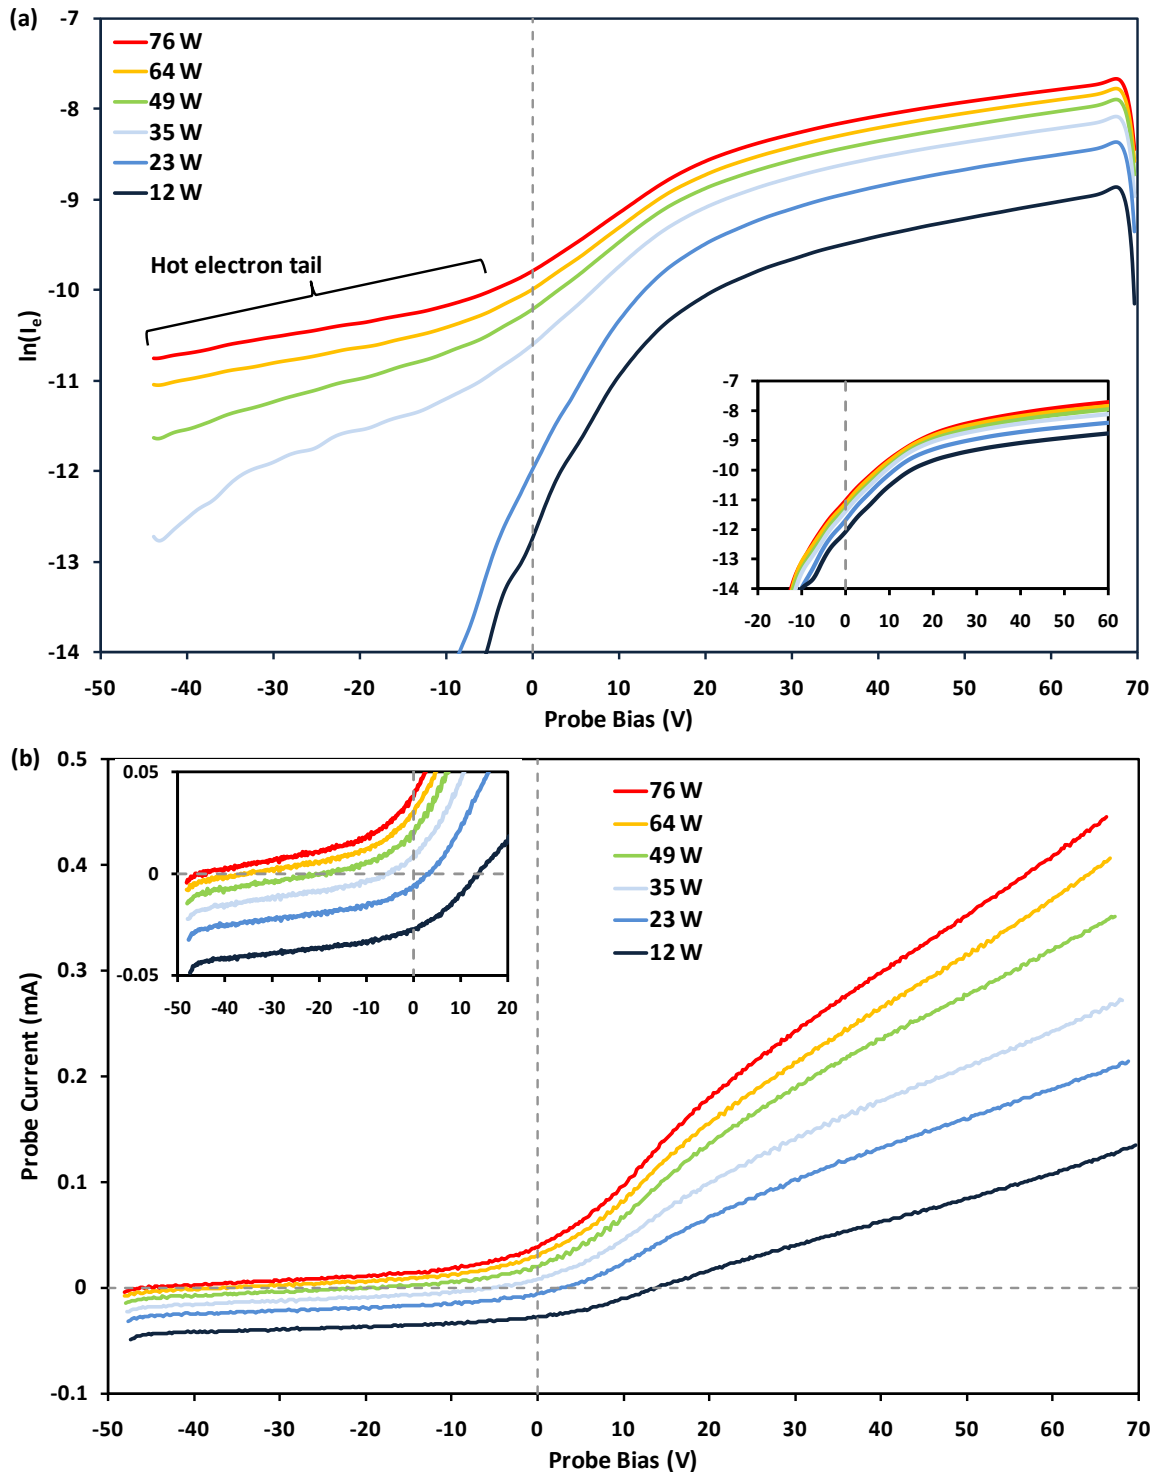 (a)
-7
-8
-9
-10
-11
-12
-13
-14
ln(Iₑ)
76 W
64 W
49 W
35 W
23 W
12 W
Hot electron tail
-7
-8
-9
-10
-11
-12
-13
-14
-20 -10 0 10 20 30 40 50 60
-50 -40 -30 -20 -10 0 10 20 30 40 50 60 70
Probe Bias (V)
(b)
0.5
0.4
0.3
0.2
0.1
0
-0.1
Probe Current (mA)
0.05
0
-0.05
-50 -40 -30 -20 -10 0 10 20
76 W
64 W
49 W
35 W
23 W
12 W
-50 -40 -30 -20 -10 0 10 20 30 40 50 60 70
Probe Bias (V)